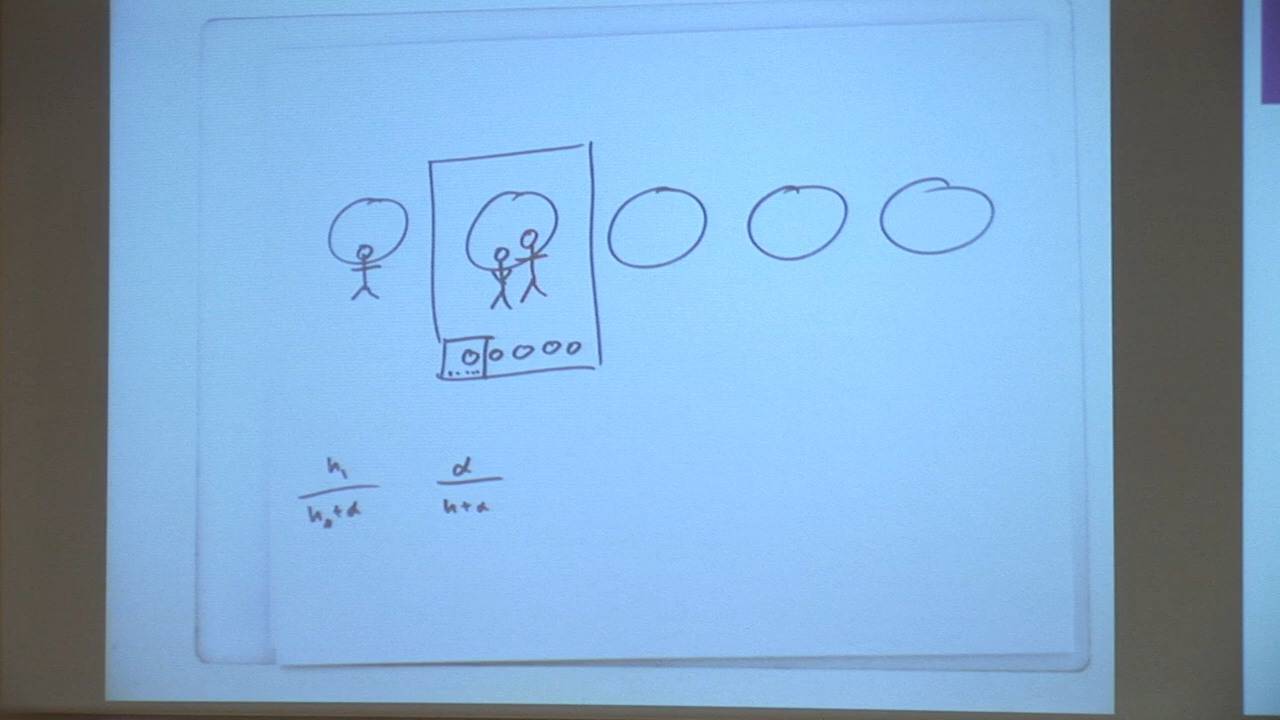 n₁ / n. + α    α / n + α